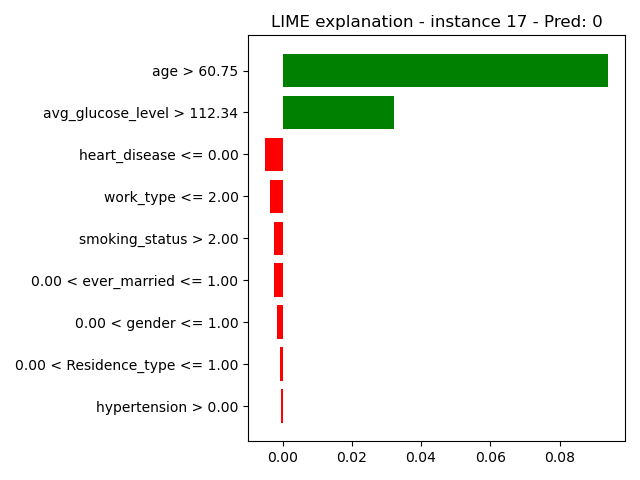 LIME explanation - instance 17 - Pred: 0
age > 60.75
avg_glucose_level > 112.34
heart_disease <= 0.00
work_type <= 2.00
smoking_status > 2.00
0.00 < ever_married <= 1.00
0.00 < gender <= 1.00
0.00 < Residence_type <= 1.00
hypertension > 0.00
0.00 0.02 0.04 0.06 0.08